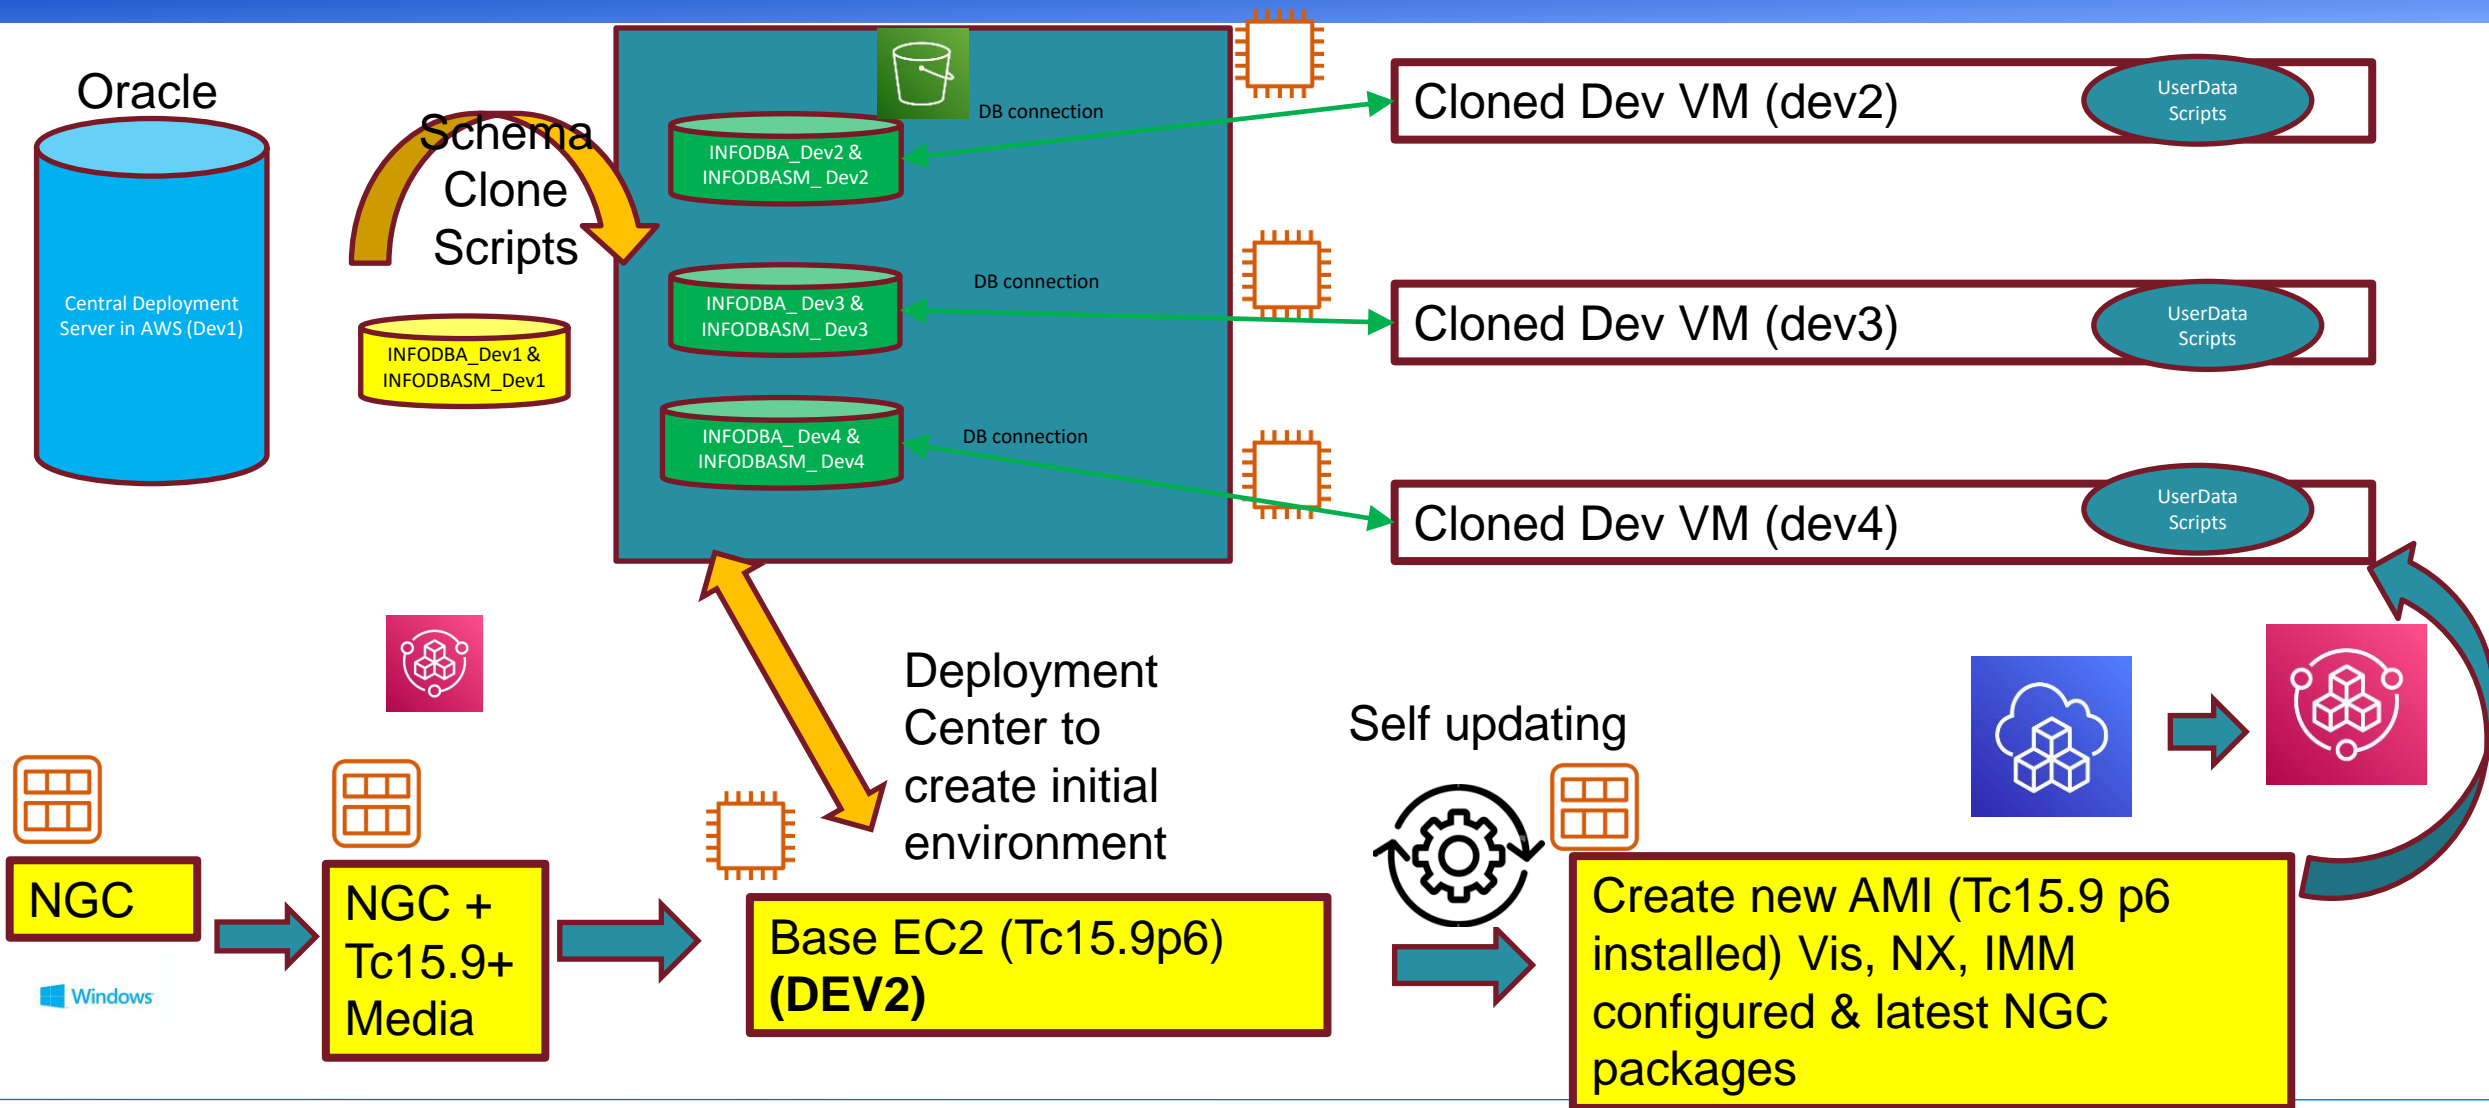 Oracle
Central Deployment
Server in AWS (Dev1)
Schema
Clone
Scripts
INFODBA_Dev1 &
INFODBASM_Dev1
INFODBA_Dev2 &
INFODBASM_ Dev2
DB connection
INFODBA_ Dev3 &
INFODBASM_ Dev3
DB connection
INFODBA_ Dev4 &
INFODBASM_ Dev4
DB connection
Cloned Dev VM (dev2)
UserData
Scripts
Cloned Dev VM (dev3)
UserData
Scripts
Cloned Dev VM (dev4)
UserData
Scripts
Deployment
Center to
create initial
environment
Self updating
NGC
Windows
NGC +
Tc15.9+
Media
Base EC2 (Tc15.9p6)
(DEV2)
Create new AMI (Tc15.9 p6
installed) Vis, NX, IMM
configured & latest NGC
packages